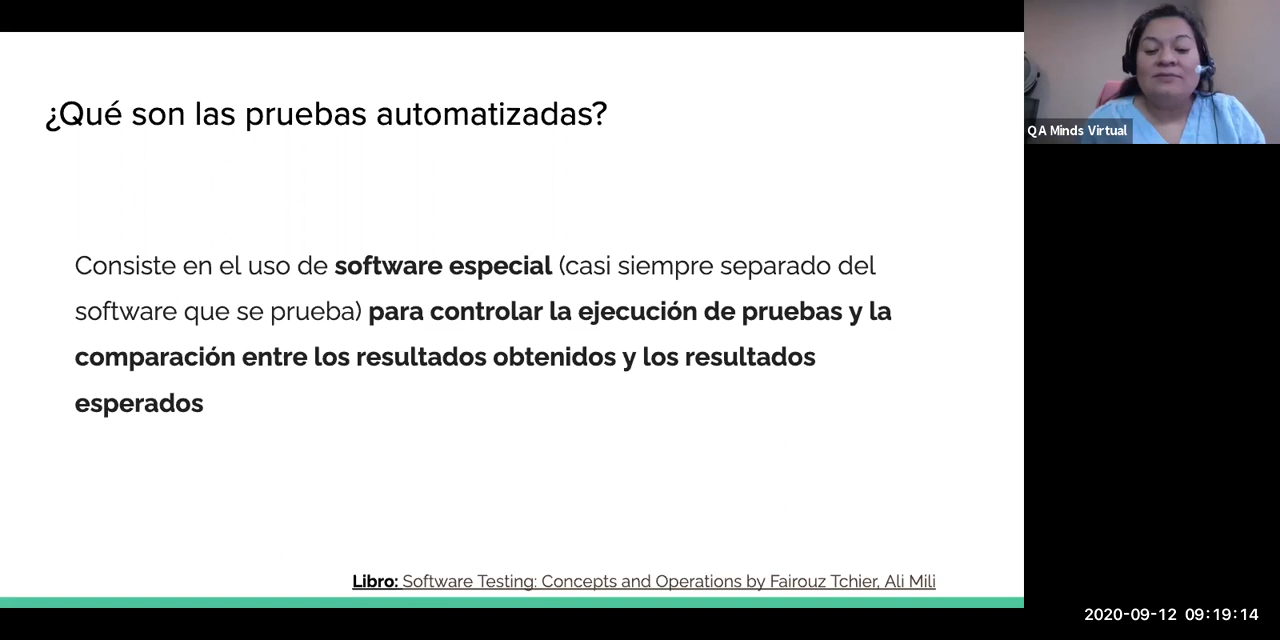 ¿Qué son las pruebas automatizadas?
Consiste en el uso de software especial (casi siempre separado del
software que se prueba) para controlar la ejecución de pruebas y la
comparación entre los resultados obtenidos y los resultados
esperados
Libro: Software Testing: Concepts and Operations by Fairouz Tchier, Ali Mili
QA Minds Virtual
2020-09-12 09:19:14